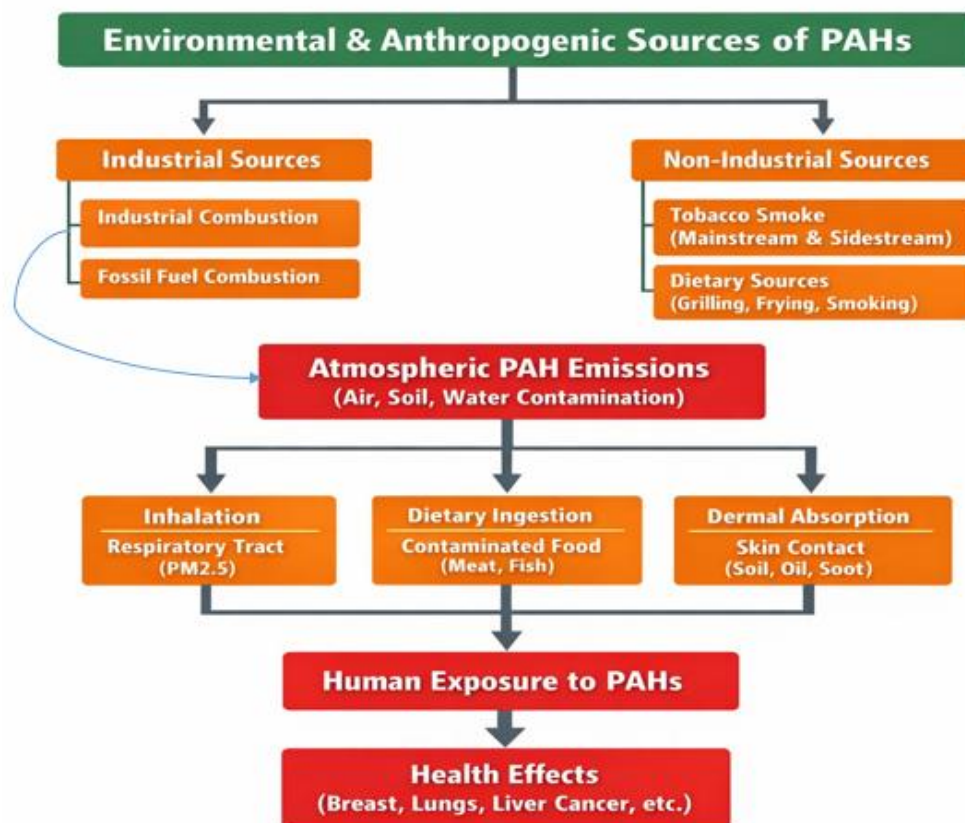 Environmental & Anthropogenic Sources of PAHs
Industrial Sources
Industrial Combustion
Fossil Fuel Combustion
Non-Industrial Sources
Tobacco Smoke
(Mainstream & Sidestream)
Dietary Sources
(Grilling, Frying, Smoking)
Atmospheric PAH Emissions
(Air, Soil, Water Contamination)
Inhalation
Respiratory Tract
(PM2.5)
Dietary Ingestion
Contaminated Food
(Meat, Fish)
Dermal Absorption
Skin Contact
(Soil, Oil, Soot)
Human Exposure to PAHs
Health Effects
(Breast, Lungs, Liver Cancer, etc.)